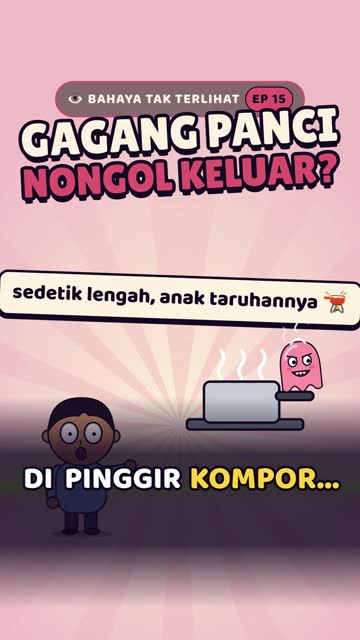 BAHAYA TAK TERLIHAT EP 15
GAGANG PANCI
NONGOL KELUAR?
sedetik lengah, anak taruhannya
DI PINGGIR KOMPOR...